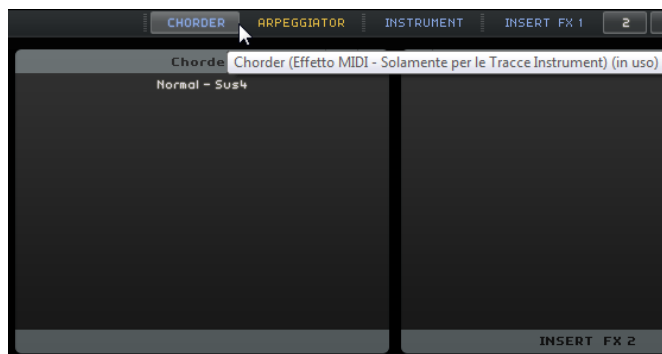 CHORDER ARPEGGIATOR INSTRUMENT INSERT FX 1 2
Chorder (Effetto MIDI - Solamente per le Tracce Instrument) (in uso)
Normal - Sus4
INSERT FX 2